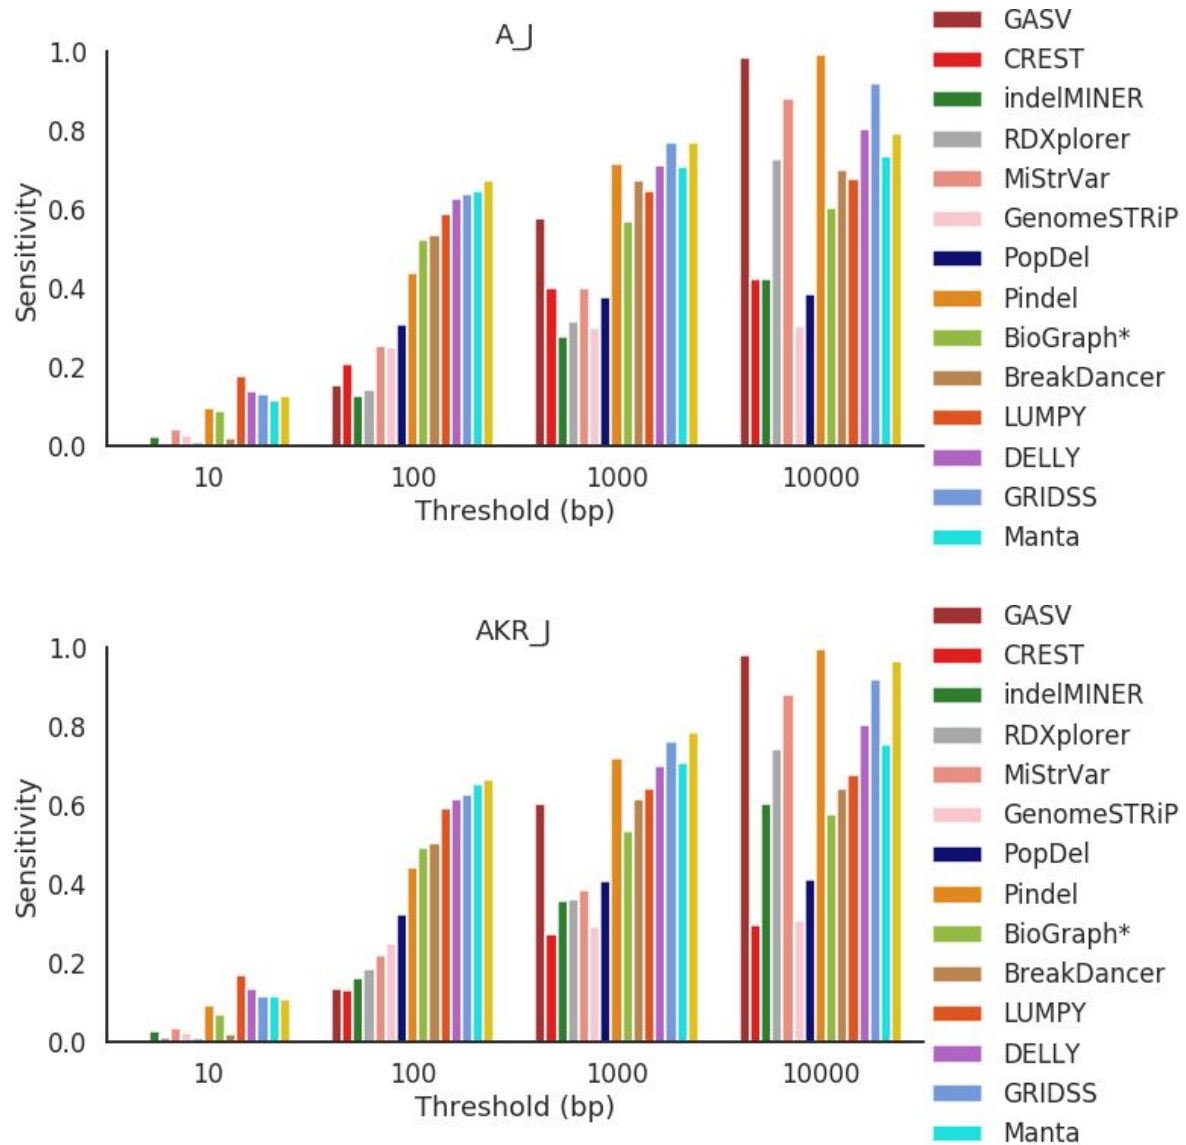 A_J
Sensitivity
1.0
0.8
0.6
0.4
0.2
0.0
10 100 1000 10000
Threshold (bp)
GASV
CREST
indelMINER
RDXplorer
MiStrVar
GenomeSTRiP
PopDel
Pindel
BioGraph*
BreakDancer
LUMPY
DELLY
GRIDSS
Manta
AKR_J
Sensitivity
1.0
0.8
0.6
0.4
0.2
0.0
10 100 1000 10000
Threshold (bp)
GASV
CREST
indelMINER
RDXplorer
MiStrVar
GenomeSTRiP
PopDel
Pindel
BioGraph*
BreakDancer
LUMPY
DELLY
GRIDSS
Manta